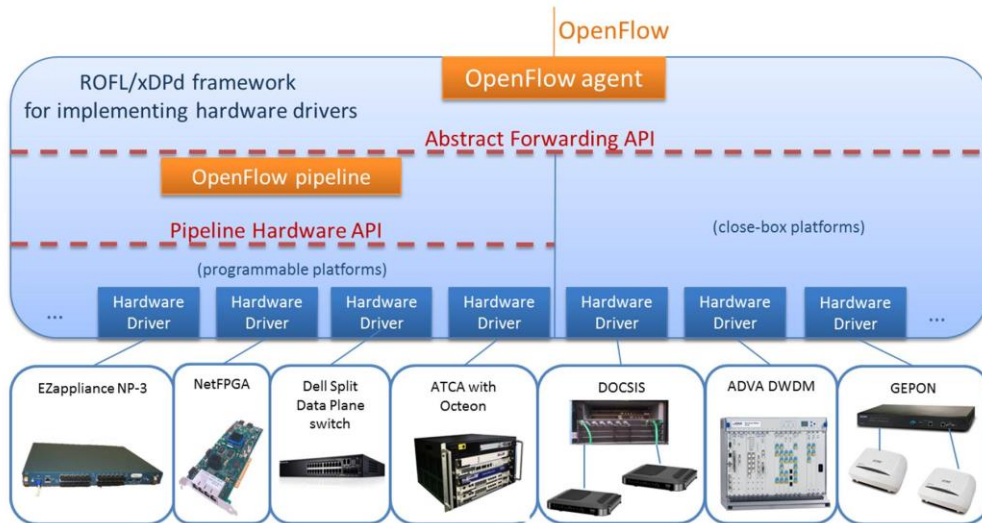 OpenFlow
OpenFlow agent
ROFL/xDPd framework
for implementing hardware drivers
Abstract Forwarding API
OpenFlow pipeline
Pipeline Hardware API
(close-box platforms)
(programmable platforms)
...
Hardware
Driver
Hardware
Driver
Hardware
Driver
Hardware
Driver
Hardware
Driver
Hardware
Driver
Hardware
Driver
...
EZappliance NP-3
NetFPGA
Dell Split
Data Plane
switch
ATCA with
Octeon
DOCSIS
ADVA DWDM
GEPON